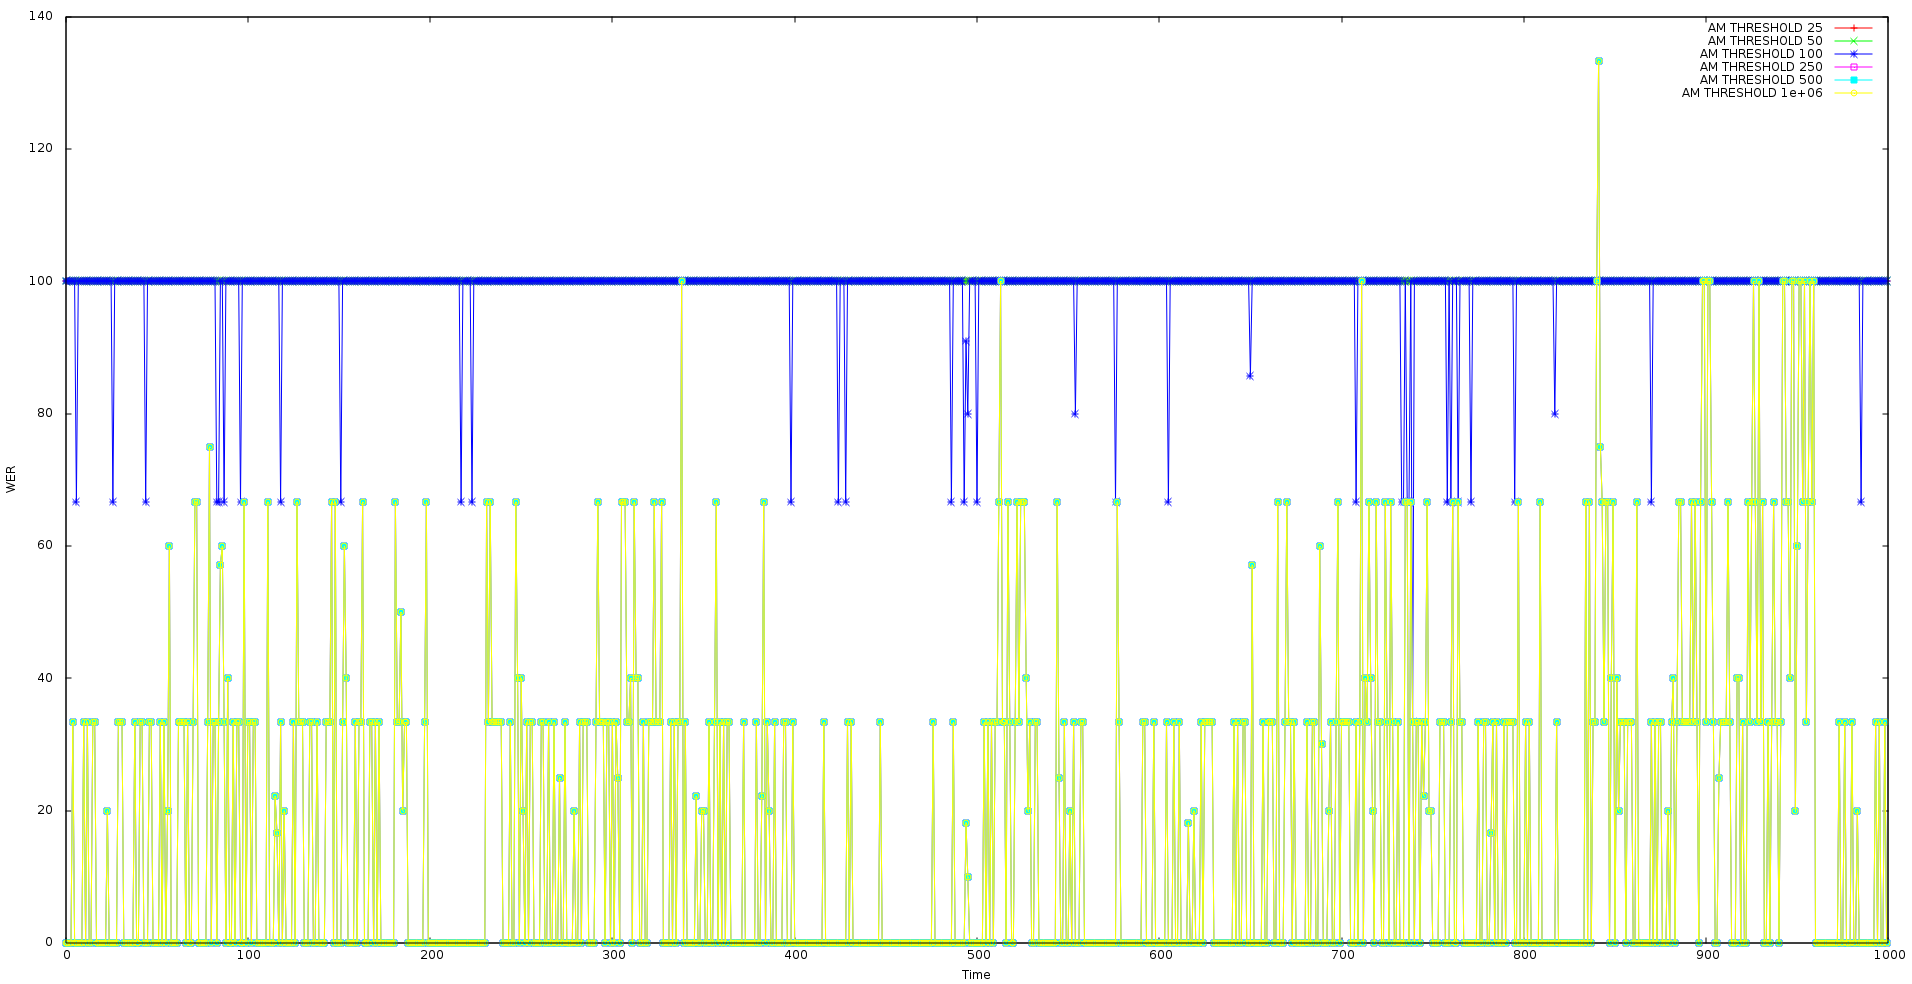 140
120
100
80
60
40
20
0
WER
AM THRESHOLD 25
AM THRESHOLD 50
AM THRESHOLD 100
AM THRESHOLD 250
AM THRESHOLD 500
AM THRESHOLD 1e+06
0 100 200 300 400 500 600 700 800 900 1000
Time